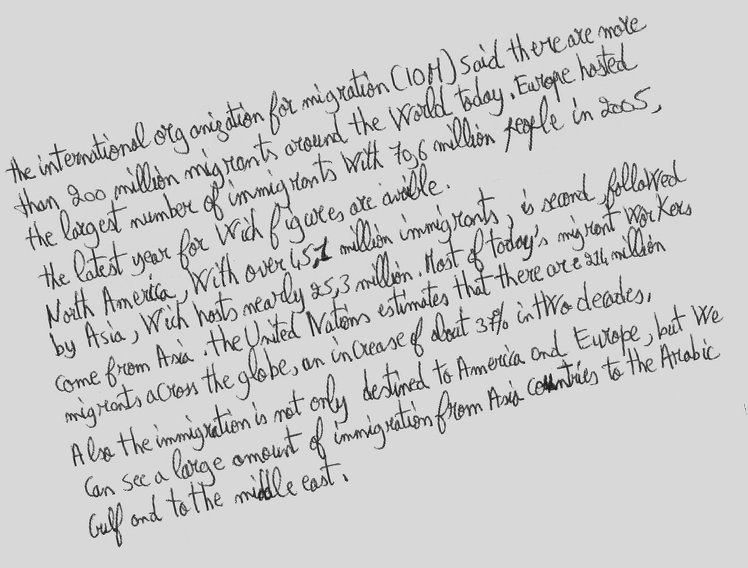 the international organization for migration (IOM) said there are more
than 200 million migrants around the World today. Europe hosted
the largest number of immigrants With 70,6 million people in 2005,
the latest year for Wich figures are availle.
North America, With over 45,1 million immigrants, is second followed
by Asia, Wich hosts nearly 25,3 million. Most of today's migrant Workers
come from Asia. the United Nations estimates that there are 214 million
migrants across the globe, an increase of about 37% in tWo decades.
Also the immigration is not only destined to America and Europe, but We
Can see a large amount of immigration from Asia countries to the Arabic
Gulf and to the middle east.